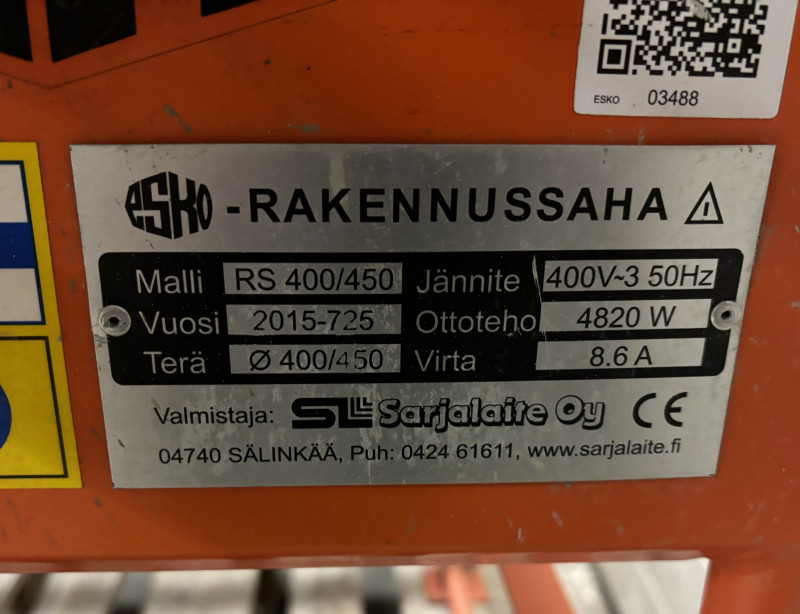 ESKO 03488
esko -RAKENNUSSAHA
Malli RS 400/450 Jännite 400V~3 50Hz
Vuosi 2015-725 Ottoteho 4820 W
Terä Ø 400/450 Virta 8.6 A
Valmistaja: SL Sarjalaite Oy CE
04740 SÄLINKÄÄ, Puh: 0424 61611, www.sarjalaite.fi